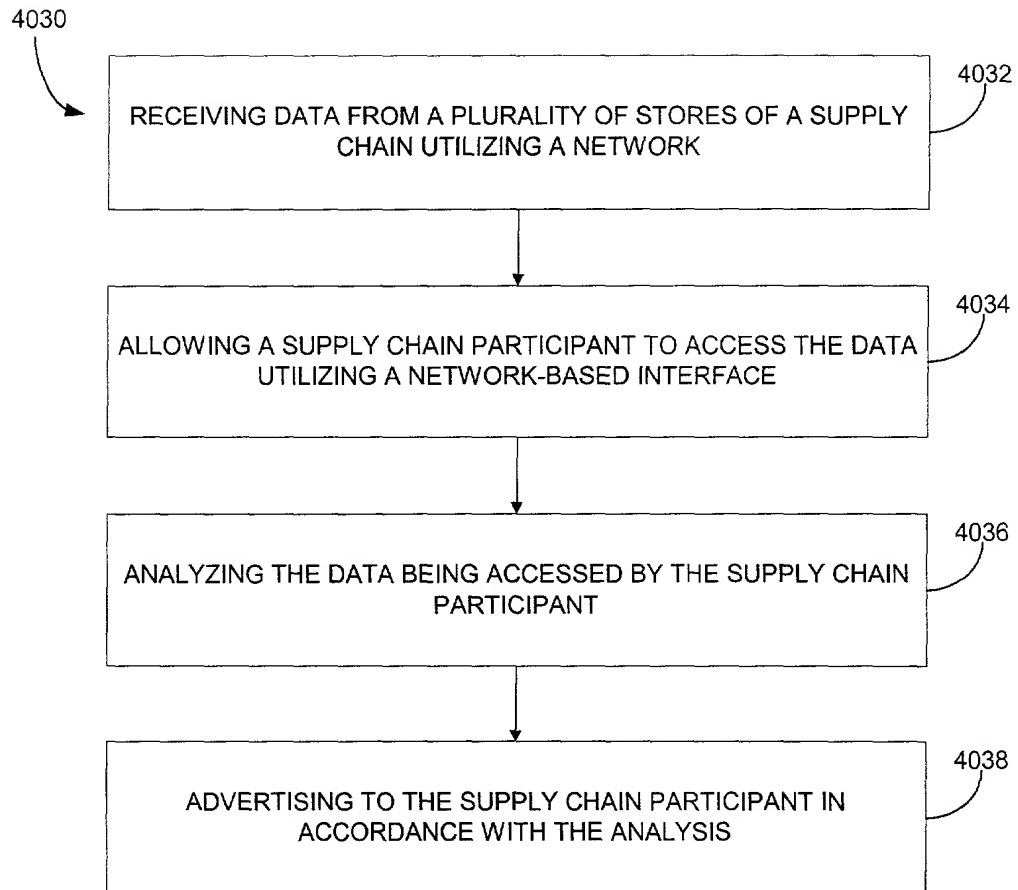 4030
4032
RECEIVING DATA FROM A PLURALITY OF STORES OF A SUPPLY
CHAIN UTILIZING A NETWORK
4034
ALLOWING A SUPPLY CHAIN PARTICIPANT TO ACCESS THE DATA
UTILIZING A NETWORK-BASED INTERFACE
4036
ANALYZING THE DATA BEING ACCESSED BY THE SUPPLY CHAIN
PARTICIPANT
4038
ADVERTISING TO THE SUPPLY CHAIN PARTICIPANT IN
ACCORDANCE WITH THE ANALYSIS